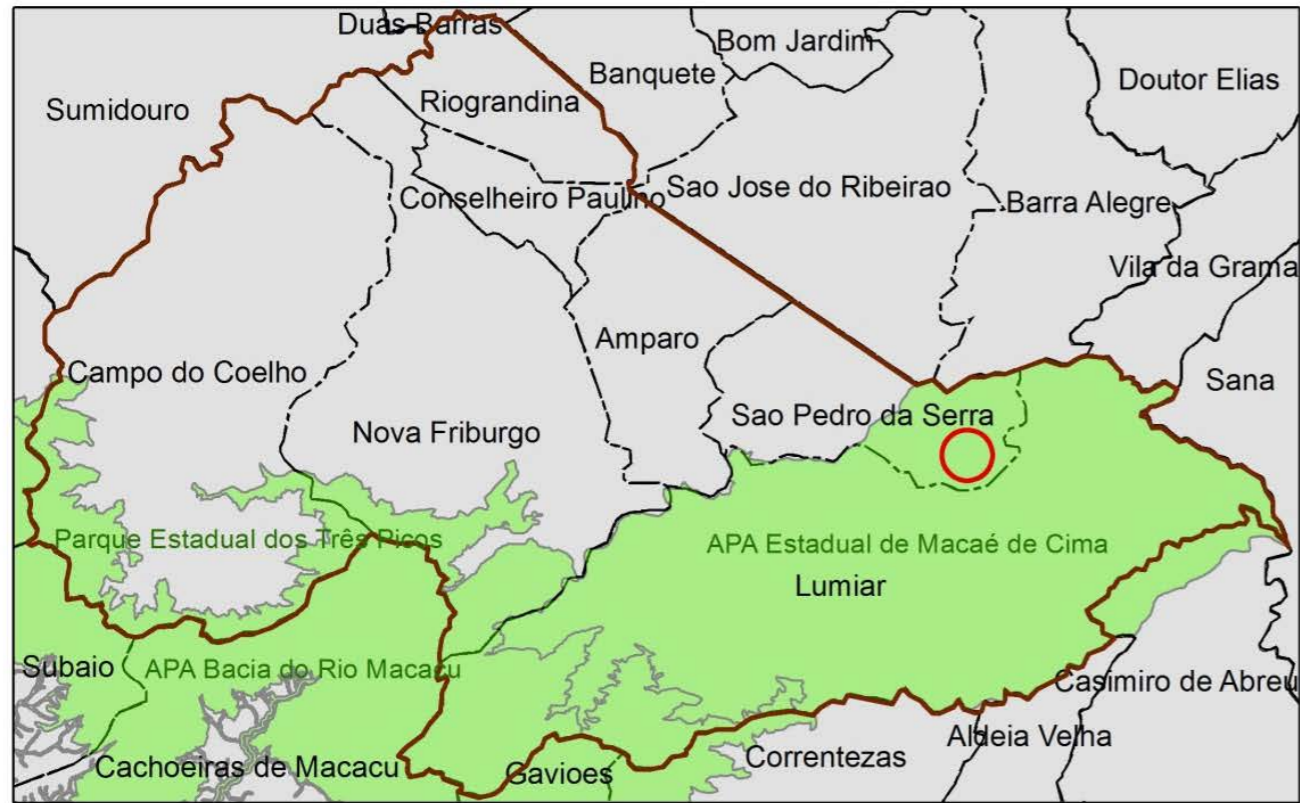 Duas Barras
Bom Jardim
Banquete
Doutor Elias
Riograndina
Sumidouro
Conselheiro Paulino
Sao Jose do Ribeirao
Barra Alegre
Vila da Grama
Amparo
Campo do Coelho
Sana
Sao Pedro da Serra
Nova Friburgo
Parque Estadual dos Três Picos
APA Estadual de Macaé de Cima
Lumiar
Subaio
APA Bacia do Rio Macacu
Casimiro de Abreu
Aldeia Velha
Correntezas
Cachoeiras de Macacu
Gavioes